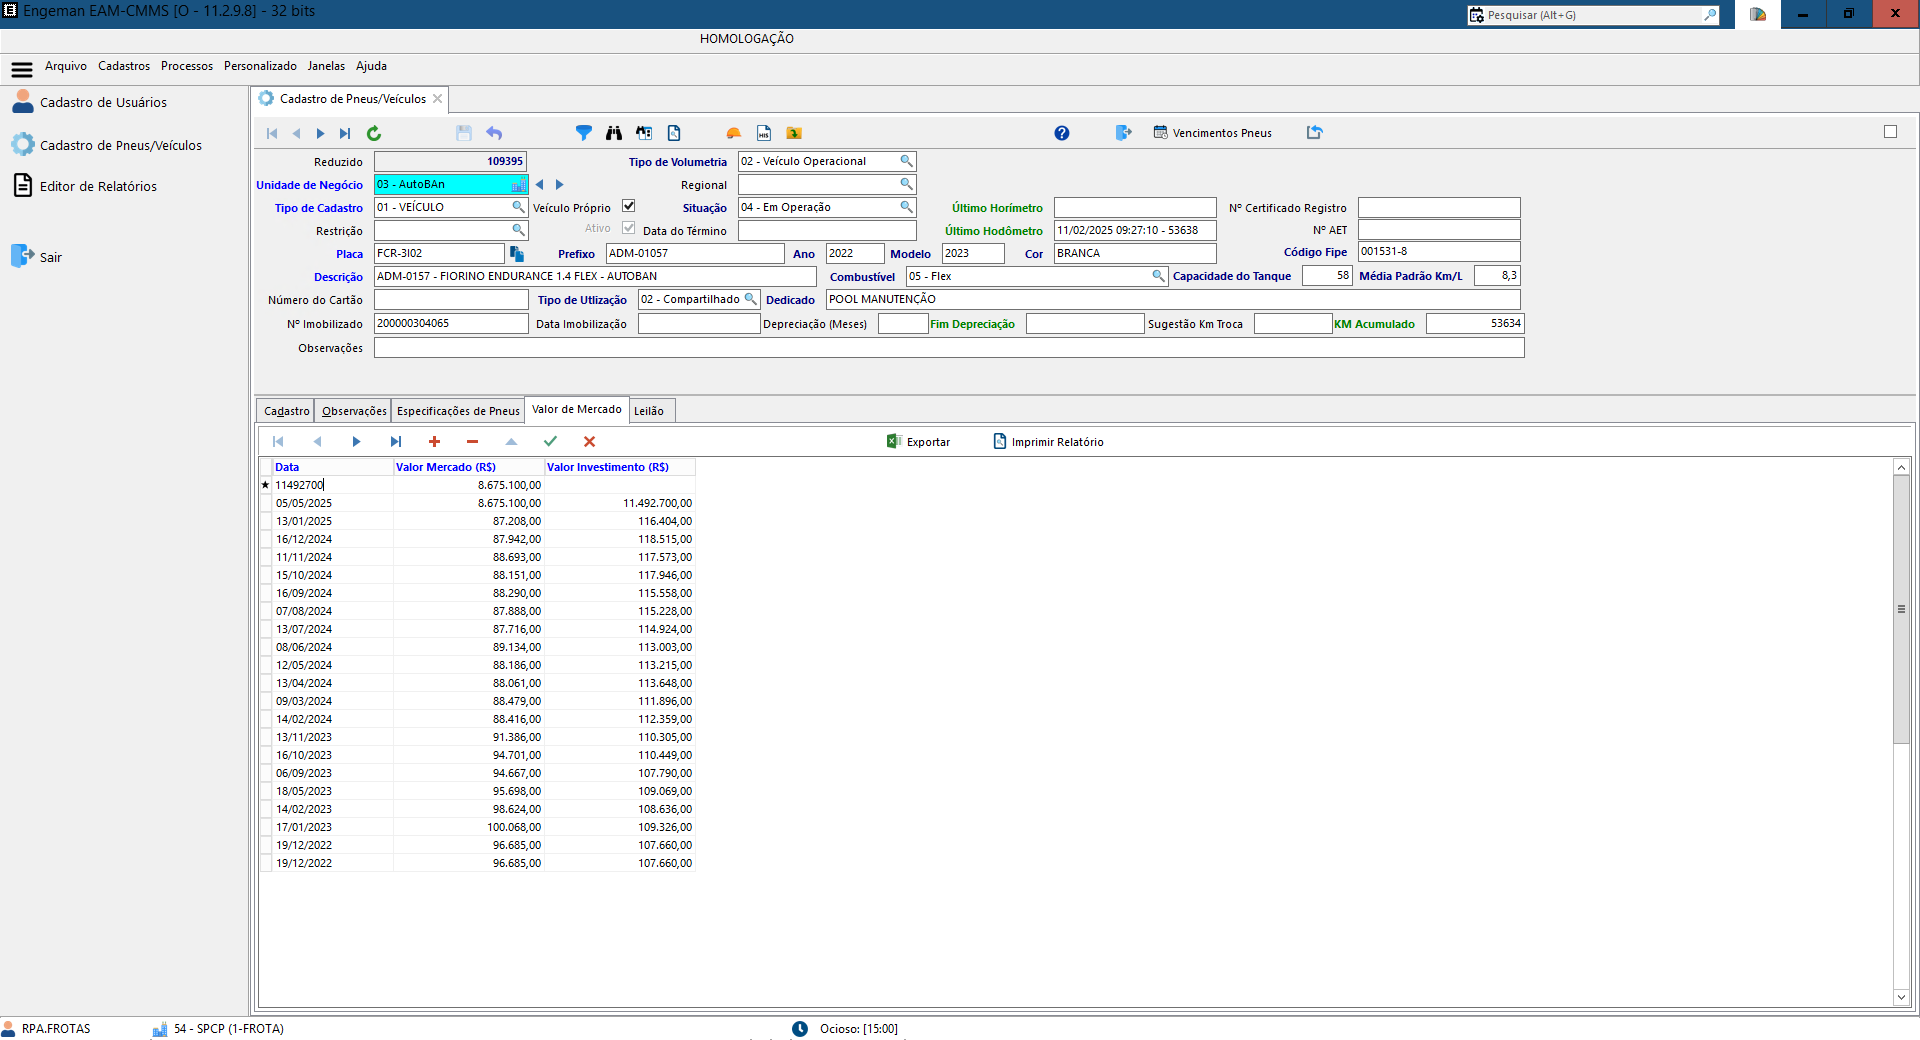 Engeman EAM-CMMS [O - 11.2.9.8] - 32 bits
Pesquisar (Alt+G)
HOMOLOGAÇÃO
Arquivo Cadastros Processos Personalizado Janelas Ajuda
Cadastro de Usuários
Cadastro de Pneus/Veículos
Editor de Relatórios
Sair
Cadastro de Pneus/Veículos
HIS
Vencimentos Pneus
Reduzido 109395 Tipo de Volumetria 02 - Veículo Operacional
Unidade de Negócio 03 - AutoBAn Regional
Tipo de Cadastro 01 - VEÍCULO Veículo Próprio Situação 04 - Em Operação Último Horímetro Nº Certificado Registro
Restrição Ativo Data do Término Último Hodômetro 11/02/2025 09:27:10 - 53638 Nº AET
Placa FCR-3I02 Prefixo ADM-01057 Ano 2022 Modelo 2023 Cor BRANCA Código Fipe 001531-8
Descrição ADM-0157 - FIORINO ENDURANCE 1.4 FLEX - AUTOBAN Combustível 05 - Flex Capacidade do Tanque 58 Média Padrão Km/L 8,3
Número do Cartão Tipo de Utlização 02 - Compartilhado Dedicado POOL MANUTENÇÃO
Nº Imobilizado 200000304065 Data Imobilização Depreciação (Meses) Fim Depreciação Sugestão Km Troca KM Acumulado 53634
Observações
Cadastro Observações Especificações de Pneus Valor de Mercado Leilão
Exportar Imprimir Relatório
Data Valor Mercado (R$) Valor Investimento (R$)
11492700 8.675.100,00
05/05/2025 8.675.100,00 11.492.700,00
13/01/2025 87.208,00 116.404,00
16/12/2024 87.942,00 118.515,00
11/11/2024 88.693,00 117.573,00
15/10/2024 88.151,00 117.946,00
16/09/2024 88.290,00 115.558,00
07/08/2024 87.888,00 115.228,00
13/07/2024 87.716,00 114.924,00
08/06/2024 89.134,00 113.003,00
12/05/2024 88.186,00 113.215,00
13/04/2024 88.061,00 113.648,00
09/03/2024 88.479,00 111.896,00
14/02/2024 88.416,00 112.359,00
13/11/2023 91.386,00 110.305,00
16/10/2023 94.701,00 110.449,00
06/09/2023 94.667,00 107.790,00
18/05/2023 95.698,00 109.069,00
14/02/2023 98.624,00 108.636,00
17/01/2023 100.068,00 109.326,00
19/12/2022 96.685,00 107.660,00
19/12/2022 96.685,00 107.660,00
RPA.FROTAS 54 - SPCP (1-FROTA) Ocioso: [15:00]